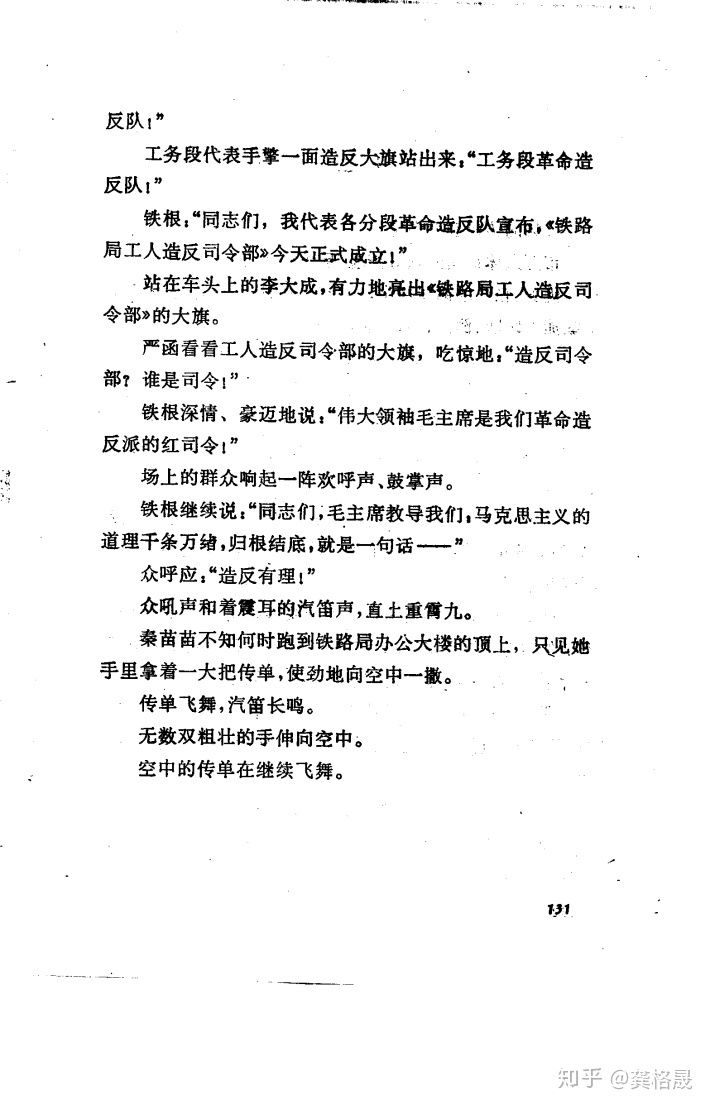 反队！”
工务段代表手擎一面造反大旗站出来：“工务段革命造
反队！”
铁根：“同志们，我代表各分段革命造反队宣布，《铁路
局工人造反司令部》今天正式成立！”
站在车头上的李大成，有力地亮出《铁路局工人造反司
令部》的大旗。
严函看看工人造反司令部的大旗，吃惊地：“造反司令
部？谁是司令！”
铁根深情、豪迈地说：“伟大领袖毛主席是我们革命造
反派的红司令！”
场上的群众响起一阵欢呼声、鼓掌声。
铁根继续说：“同志们，毛主席教导我们：马克思主义的
道理千条万绪，归根结底，就是一句话——”
众呼应：“造反有理！”
众吼声和着震耳的汽笛声，直土重霄九。
秦苗苗不知何时跑到铁路局办公大楼的顶上，只见她
手里拿着一大把传单，使劲地向空中一撒。
传单飞舞，汽笛长鸣。
无数双粗壮的手伸向空中。
空中的传单在继续飞舞。
131
知乎 @龚格晟